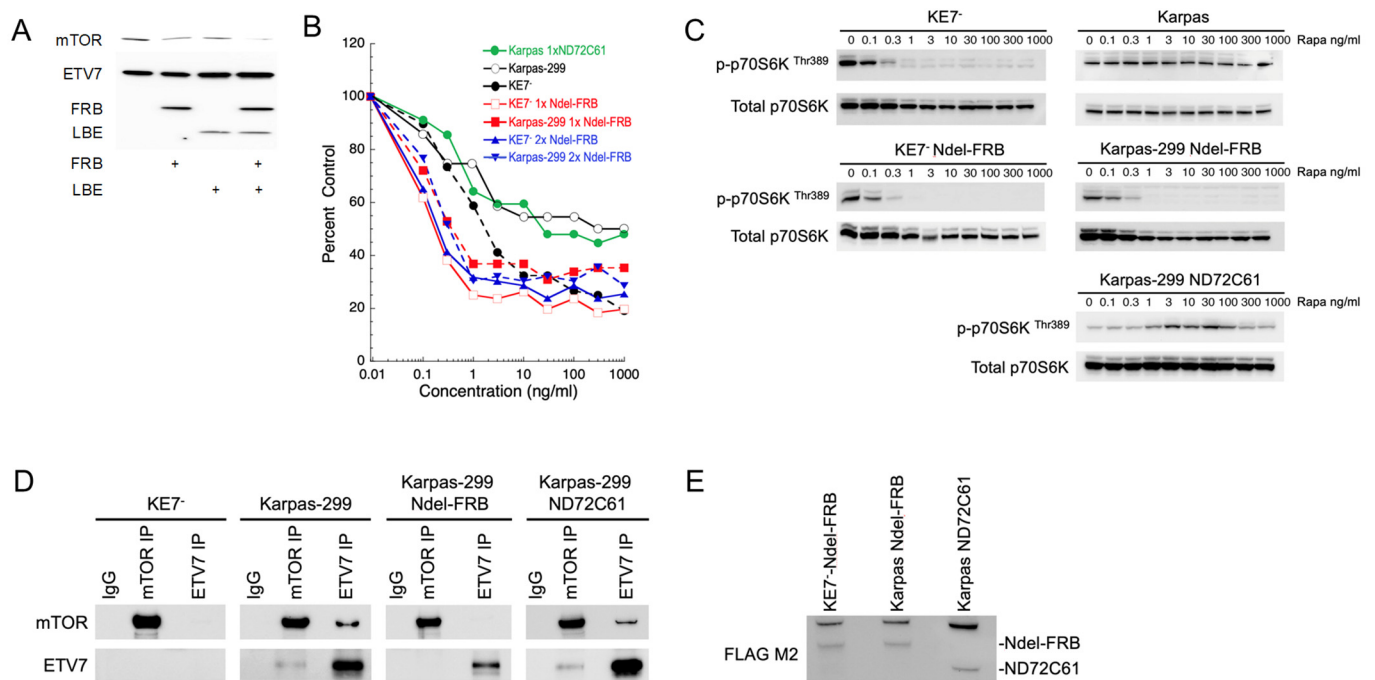 A
mTOR
ETV7
FRB
LBE
FRB + +
LBE + +
B
120
100
80
60
40
20
0
Percent Control
0.01 0.1 1 10 100 1000
Concentration (ng/ml)
Karpas 1xND72C61
Karpas-299
KE7-
KE7- 1x Ndel-FRB
Karpas-299 1x Ndel-FRB
KE7- 2x Ndel-FRB
Karpas-299 2x Ndel-FRB
C
KE7-
0 0.1 0.3 1 3 10 30 100 300 1000
p-p70S6K Thr389
Total p70S6K
Karpas
0 0.1 0.3 1 3 10 30 100 300 1000 Rapa ng/ml
KE7- Ndel-FRB
0 0.1 0.3 1 3 10 30 100 300 1000
p-p70S6K Thr389
Total p70S6K
Karpas-299 Ndel-FRB
0 0.1 0.3 1 3 10 30 100 300 1000 Rapa ng/ml
Karpas-299 ND72C61
0 0.1 0.3 1 3 10 30 100 300 1000 Rapa ng/ml
p-p70S6K Thr389
Total p70S6K
D
KE7-
IgG
mTOR IP
ETV7 IP
Karpas-299
IgG
mTOR IP
ETV7 IP
Karpas-299
Ndel-FRB
IgG
mTOR IP
ETV7 IP
Karpas-299
ND72C61
IgG
mTOR IP
ETV7 IP
mTOR
ETV7
E
KE7--Ndel-FRB
Karpas Ndel-FRB
Karpas ND72C61
FLAG M2
-Ndel-FRB
-ND72C61